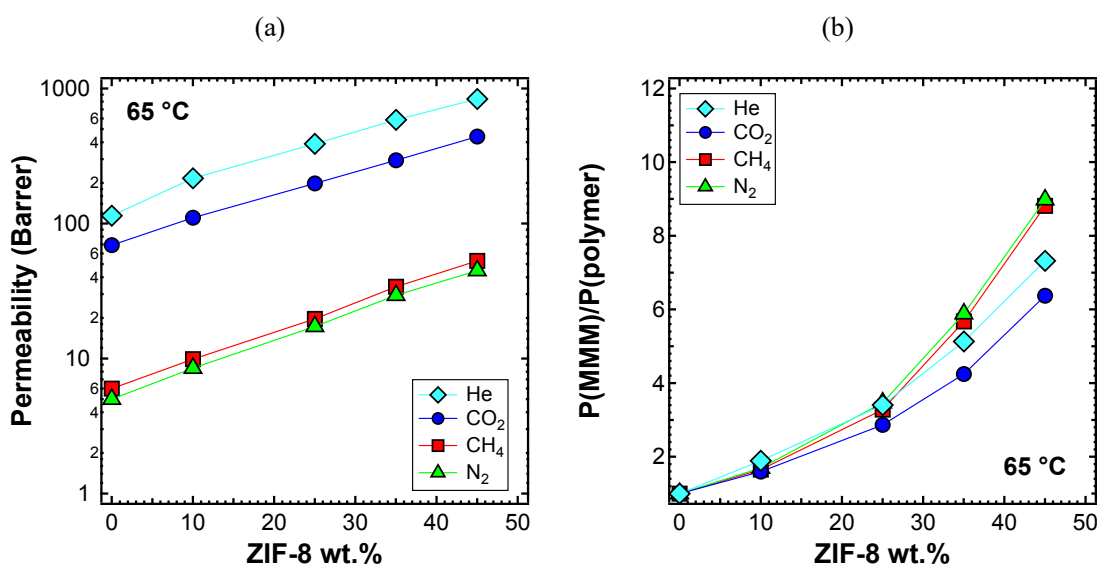 (a)
65 °C
Permeability (Barrer)
1000
6
4
2
100
6
4
2
10
6
4
2
1
He
CO₂
CH₄
N₂
0 10 20 30 40 50
ZIF-8 wt.%
(b)
P(MMM)/P(polymer)
12
10
8
6
4
2
He
CO₂
CH₄
N₂
65 °C
0 10 20 30 40 50
ZIF-8 wt.%